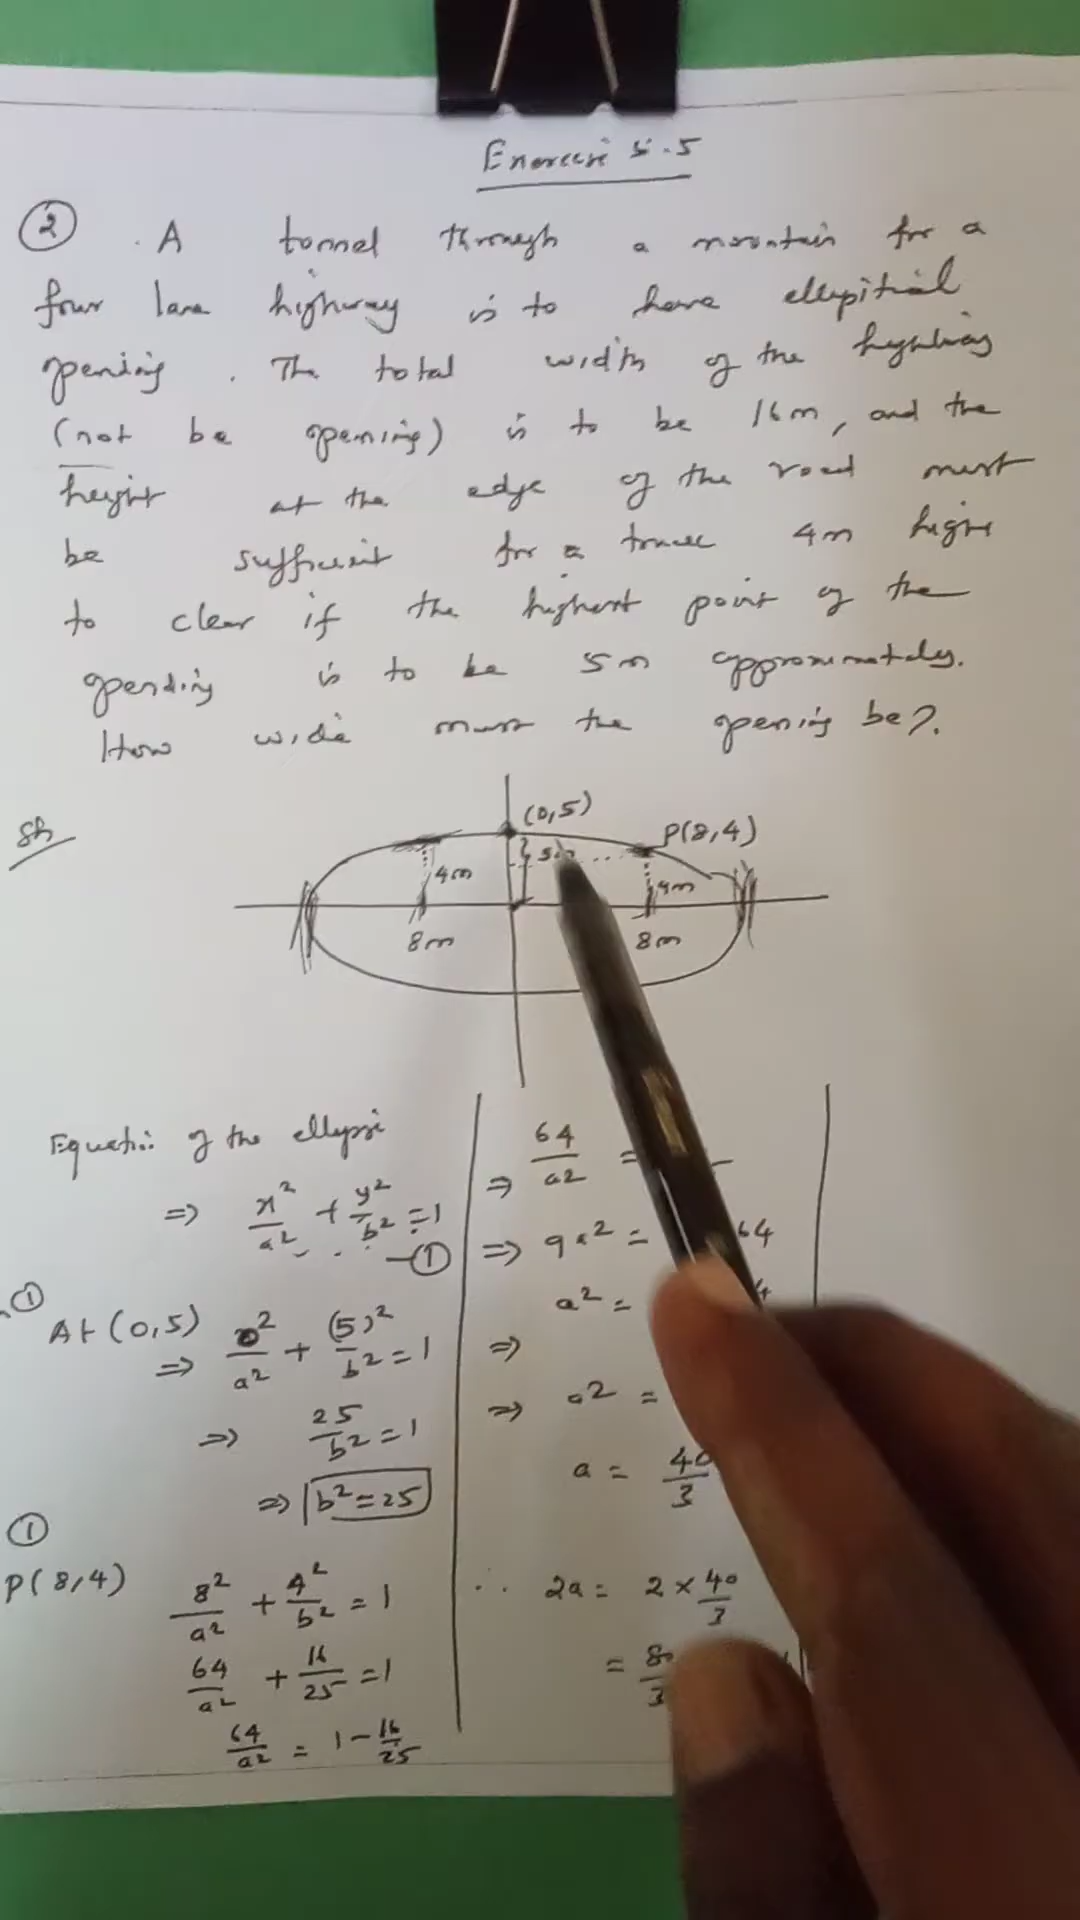 Exercise 5.5
② A tunnel through a mountain for a
four lane highway is to have elliptical
opening. The total width of the highway
(not be opening) is to be 16m, and the
height at the edge of the road must
be sufficient for a truck 4m high
to clear if the highest point of the
opening is to be 5m approximately.
How wide must the opening be?
(0,5)
P(8,4)
5m
4m
4m
8m
8m
Equation of the ellipse
⇒ x²/a² + y²/b² = 1
—①
①
At (0,5) 0²/a² + (5)²/b² = 1
⇒
⇒ 25/b² = 1
⇒ b² = 25
①
P(8,4) 8²/a² + 4²/b² = 1
64/a² + 16/25 = 1
64/a² = 1 − 16/25
⇒ 64/a² =
⇒ 9a² = 64
a² =
⇒
⇒ a² =
a = 40/3
∴ 2a = 2 × 40/3
=